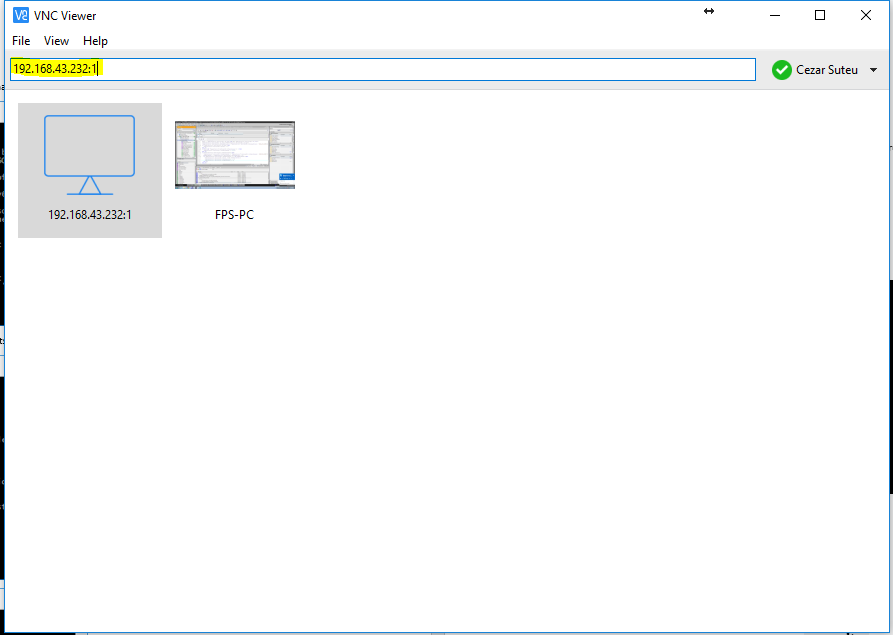 VNC Viewer
File View Help
192.168.43.232:1
Cezar Suteu
192.168.43.232:1
FPS-PC